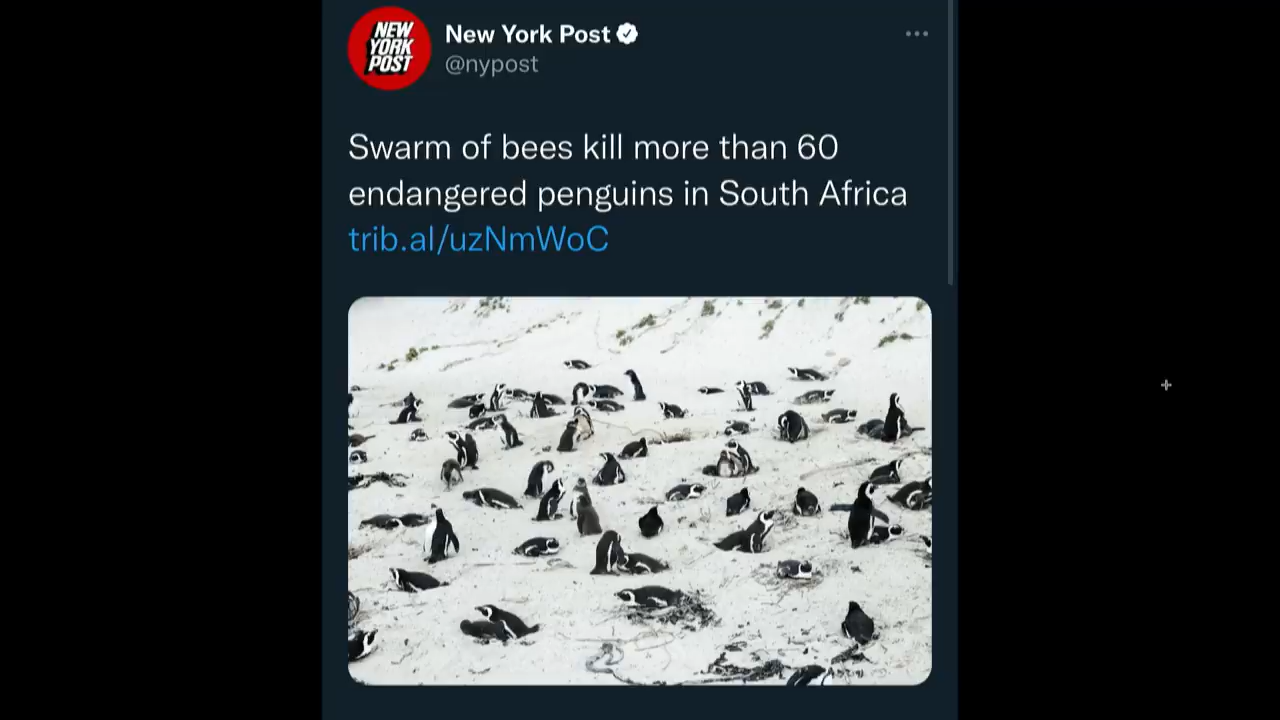 NEW
YORK
POST
New York Post
@nypost
Swarm of bees kill more than 60
endangered penguins in South Africa
trib.al/uzNmWoC